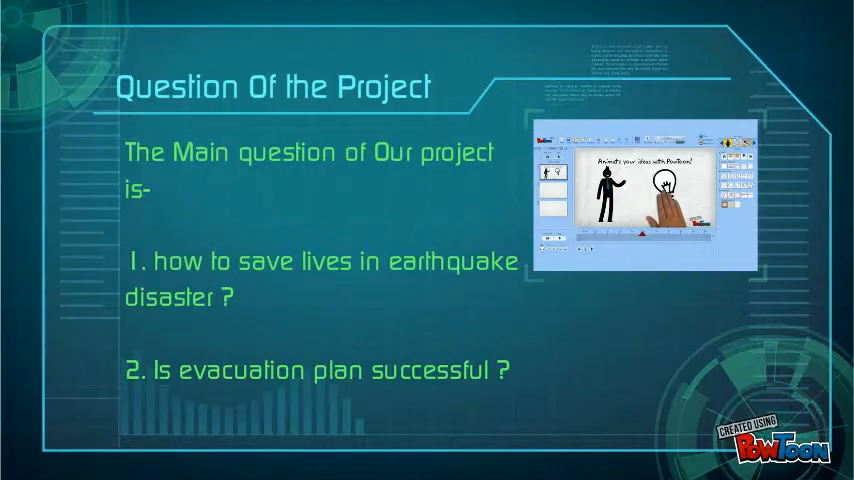 Question Of the Project
The Main question of Our project
is-
1. how to save lives in earthquake
disaster ?
2. Is evacuation plan successful ?
Animate your ideas with PowToon!
CREATED USING
POWTOON